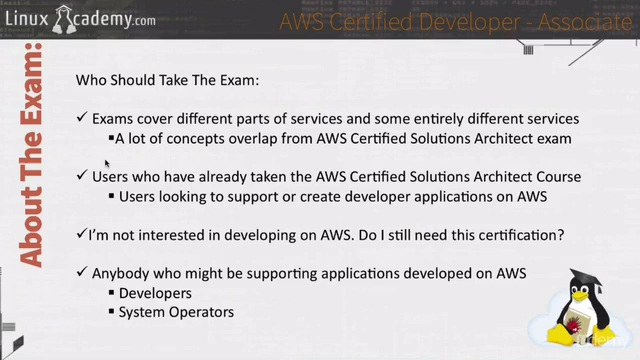 Linux Academy.com
AWS Certified Developer - Associate
About The Exam:
Who Should Take The Exam:
✓ Exams cover different parts of services and some entirely different services
▪A lot of concepts overlap from AWS Certified Solutions Architect exam
✓ Users who have already taken the AWS Certified Solutions Architect Course
▪ Users looking to support or create developer applications on AWS
✓I'm not interested in developing on AWS. Do I still need this certification?
✓ Anybody who might be supporting applications developed on AWS
▪ Developers
▪ System Operators
udemy